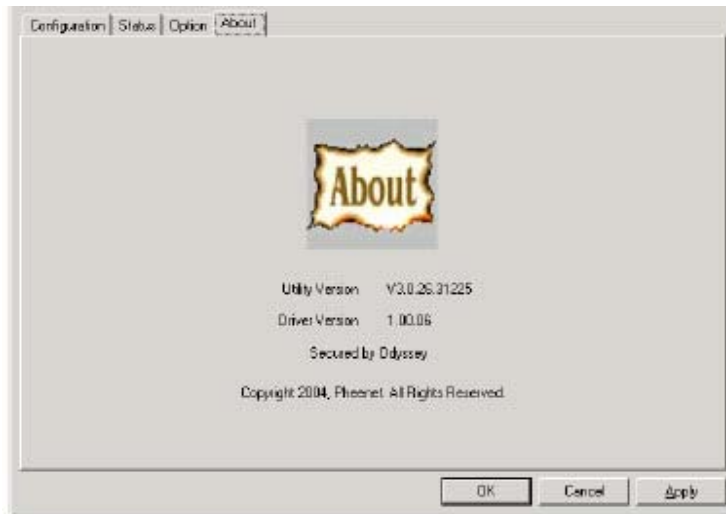 Configuration Status Option About
About
Utility Version V3.0.26.31225
Driver Version 1.00.06
Secured by Odyssey
Copyright 2004, Pheenet. All Rights Reserved.
OK Cancel Apply